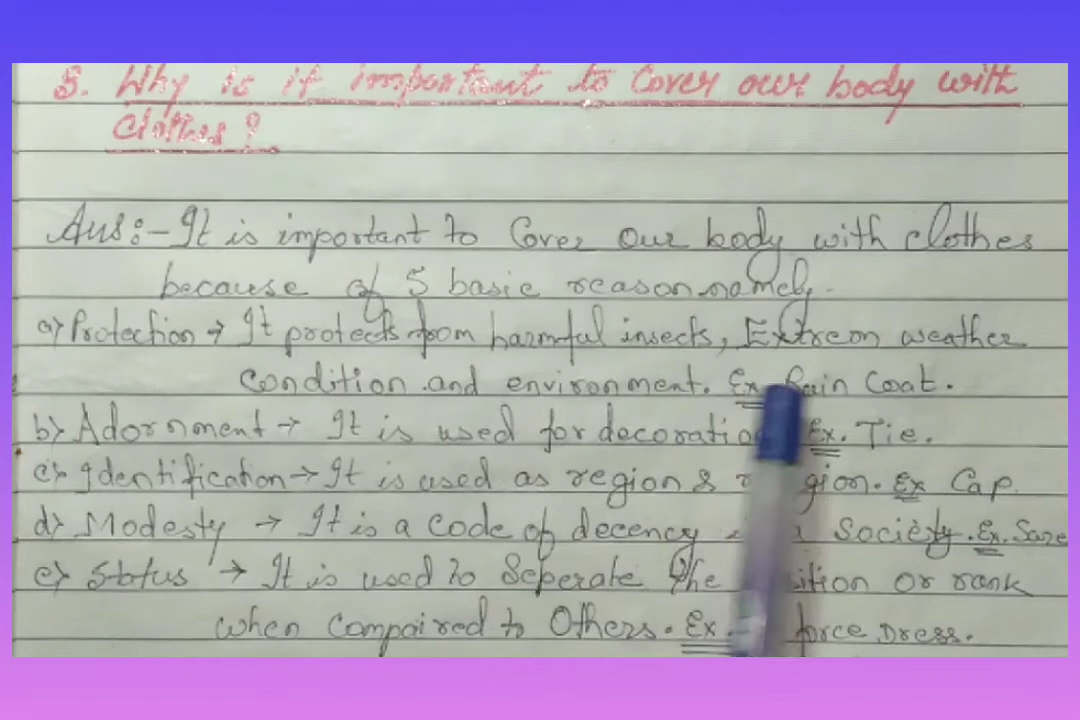 5. Why is it important to Cover our body with
Clothes?
Ans:- It is important to Cover Our body with clothes
because of 5 basic reason namely.
a) Protection → It protects from harmful insects, Extreem weather
Condition and environment. Ex Rain Coat.
b) Adornment → It is used for decoration Ex. Tie.
c) Identification → It is used as region & Ex Cap.
d) Modesty → It is a Code of decency Society. Ex. Saree
e) Status → It is used to Seperate the or rank
when Compaired to Others. Ex. force Dress.